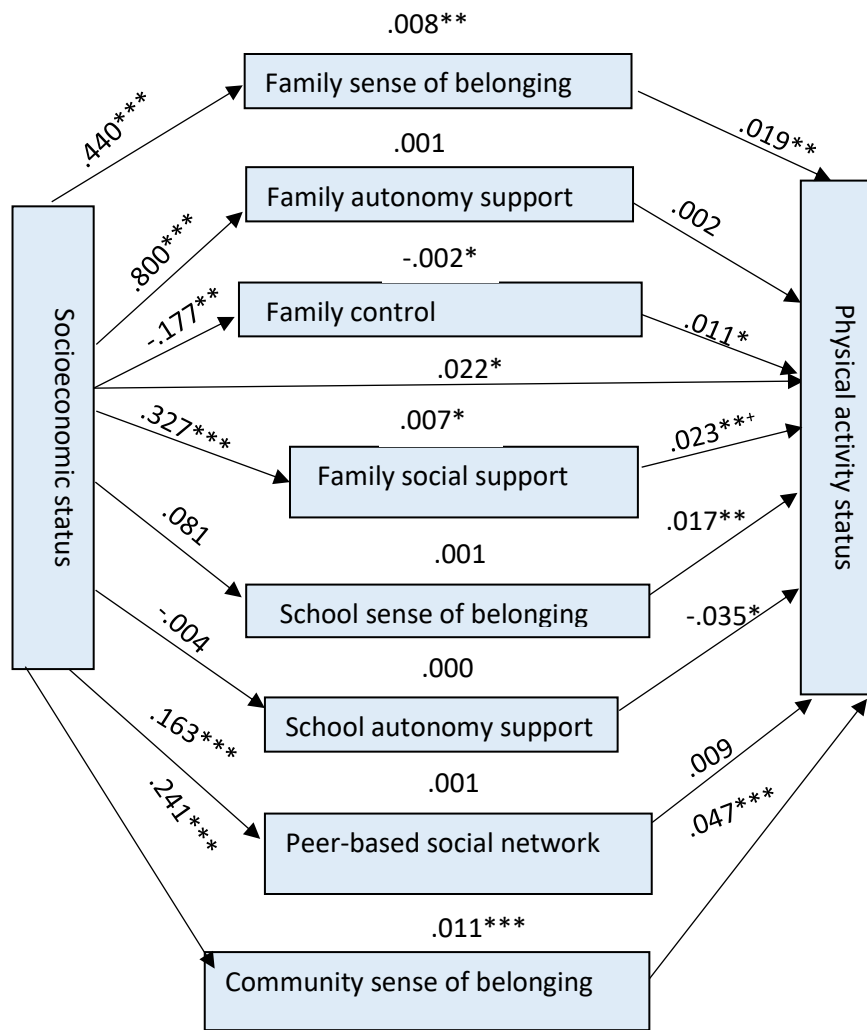 .008**
Family sense of belonging
.440***
.019**
.001
Family autonomy support
.800***
.002
-.002*
Family control
-.177**
.011*
.022*
Socioeconomic status
Physical activity status
.327***
.007*
.023**+
Family social support
.081
.001
.017**
School sense of belonging
-.004
.000
-.035*
School autonomy support
.163***
.001
.009
Peer-based social network
.241***
.047***
.011***
Community sense of belonging